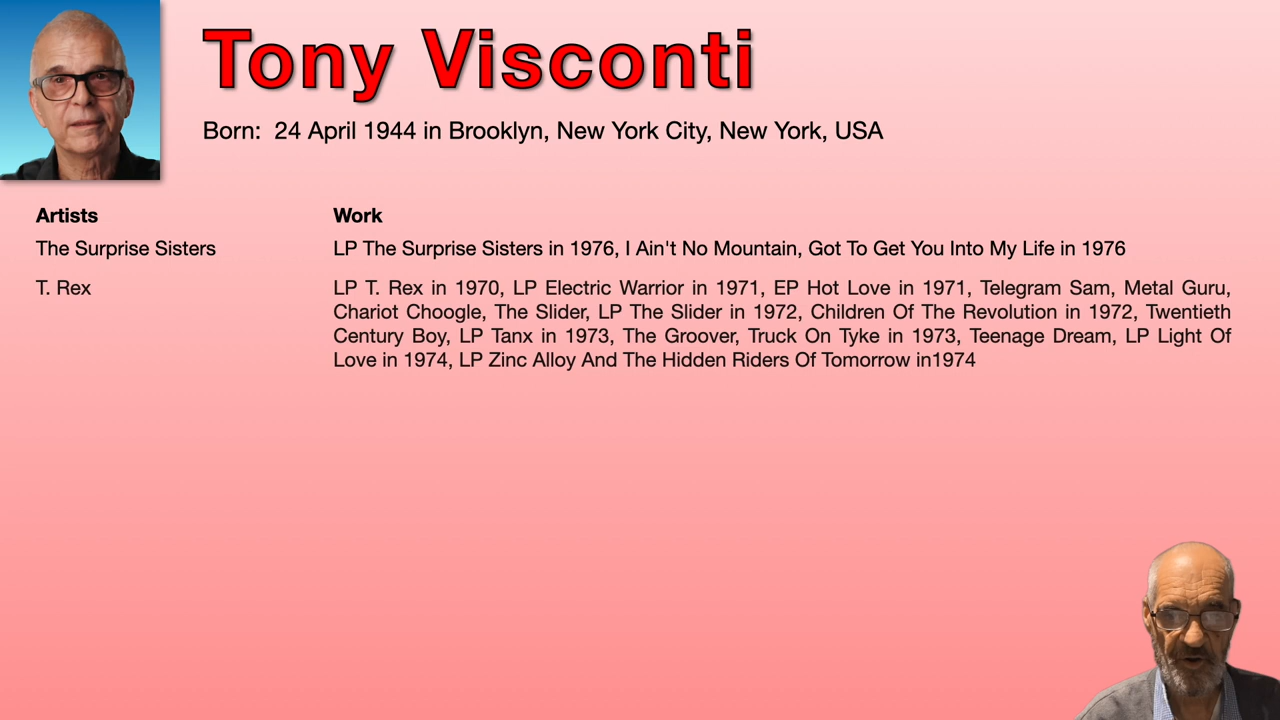 Tony Visconti
Born:  24 April 1944 in Brooklyn, New York City, New York, USA
Artists Work
The Surprise Sisters LP The Surprise Sisters in 1976, I Ain't No Mountain, Got To Get You Into My Life in 1976
T. Rex LP T. Rex in 1970, LP Electric Warrior in 1971, EP Hot Love in 1971, Telegram Sam, Metal Guru,
Chariot Choogle, The Slider, LP The Slider in 1972, Children Of The Revolution in 1972, Twentieth
Century Boy, LP Tanx in 1973, The Groover, Truck On Tyke in 1973, Teenage Dream, LP Light Of
Love in 1974, LP Zinc Alloy And The Hidden Riders Of Tomorrow in1974